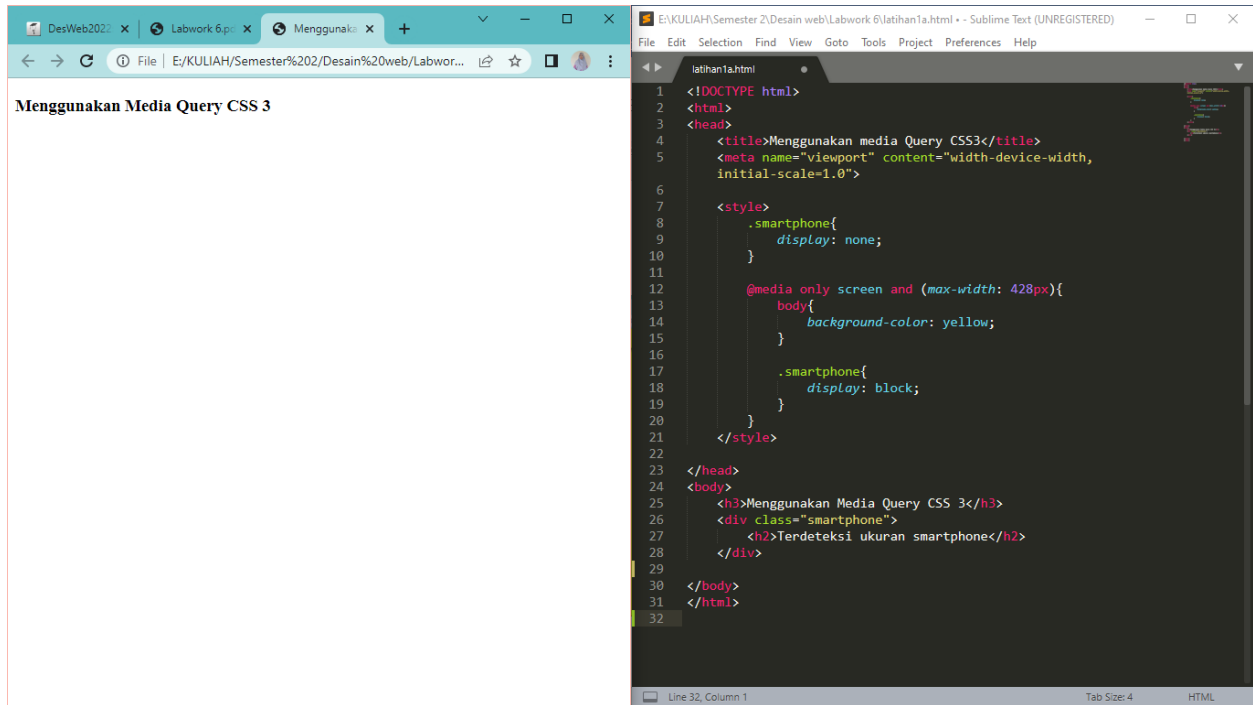 DesWeb2022
Labwork 6.pd
Menggunaka
File
E:/KULIAH/Semester%202/Desain%20web/Labwor...
Menggunakan Media Query CSS 3
E:\KULIAH\Semester 2\Desain web\Labwork 6\latihan1a.html • - Sublime Text (UNREGISTERED)
File Edit Selection Find View Goto Tools Project Preferences Help
latihan1a.html
1 <!DOCTYPE html>
2 <html>
3 <head>
4 <title>Menggunakan media Query CSS3</title>
5 <meta name="viewport" content="width-device-width,
initial-scale=1.0">
6
7 <style>
8 .smartphone{
9 display: none;
10 }
11
12 @media only screen and (max-width: 428px){
13 body{
14 background-color: yellow;
15 }
16
17 .smartphone{
18 display: block;
19 }
20 }
21 </style>
22
23 </head>
24 <body>
25 <h3>Menggunakan Media Query CSS 3</h3>
26 <div class="smartphone">
27 <h2>Terdeteksi ukuran smartphone</h2>
28 </div>
29
30 </body>
31 </html>
32
Line 32, Column 1
Tab Size: 4
HTML